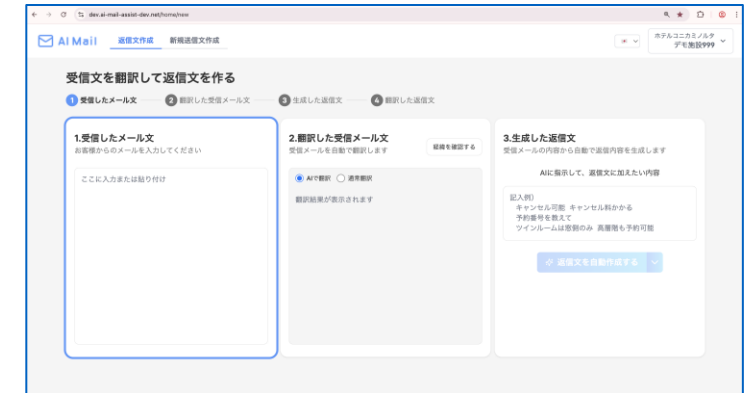 dev.ai-mail-assist-dev.net/home/new
AI Mail
返信文作成
新規送信文作成
ホテルコニカミノルタ
デモ施設999
受信文を翻訳して返信文を作る
1 受信したメール文
2 翻訳した受信メール文
3 生成した返信文
4 翻訳した返信文
1.受信したメール文
お客様からのメールを入力してください
ここに入力または貼り付け
2.翻訳した受信メール文
受信メールを自動で翻訳します
経緯を確認する
AIで翻訳
通常翻訳
翻訳結果が表示されます
3.生成した返信文
受信メールの内容から自動で返信内容を生成します
AIに指示して、返信文に加えたい内容
記入例)
キャンセル可能 キャンセル料かかる
予約番号を教えて
ツインルームは窓側のみ 高層階も予約可能
返信文を自動作成する